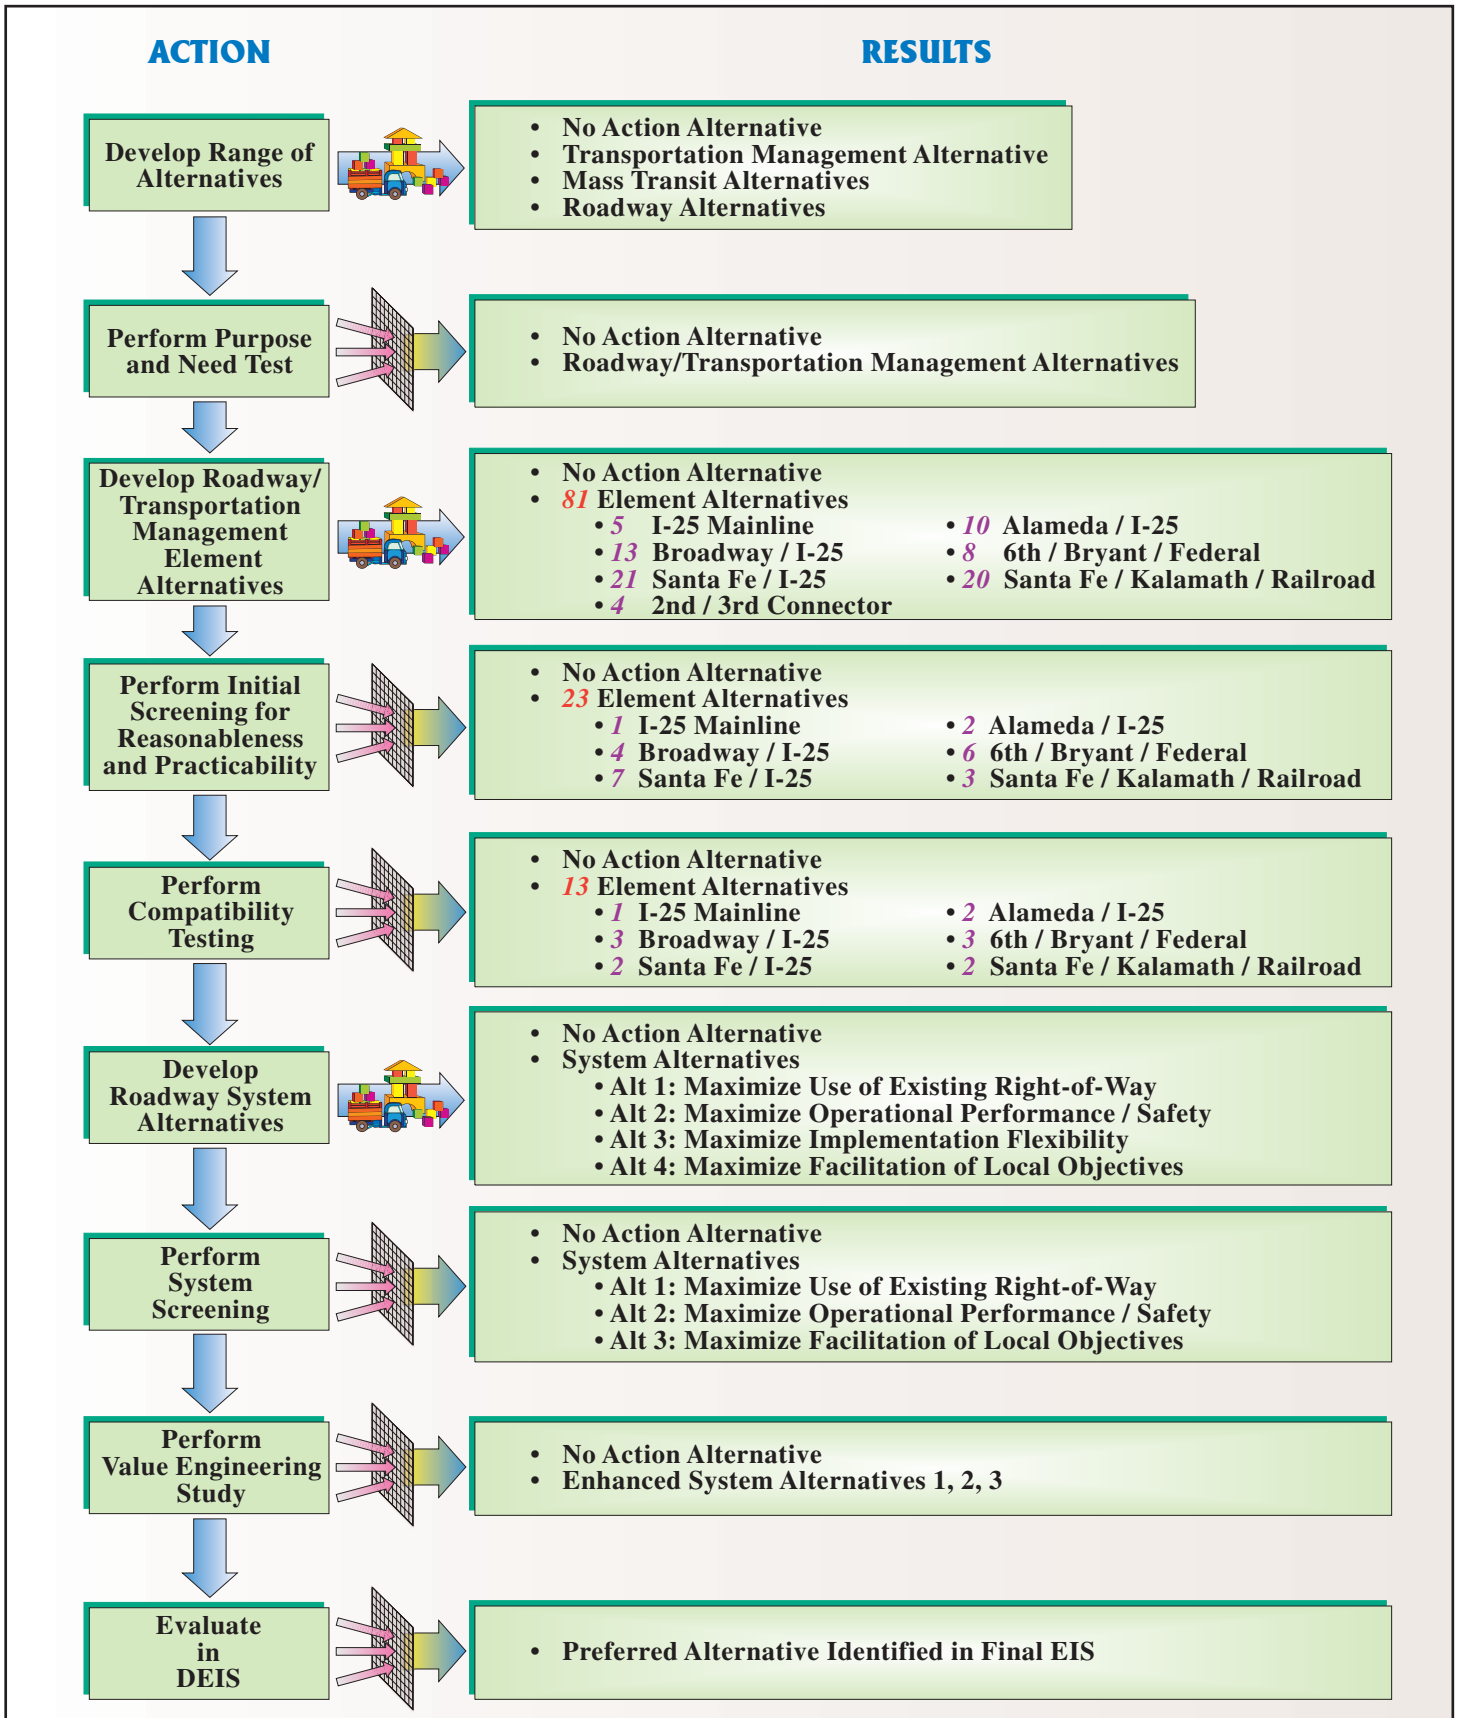 ACTION
RESULTS
Develop Range of
Alternatives
• No Action Alternative
• Transportation Management Alternative
• Mass Transit Alternatives
• Roadway Alternatives
Perform Purpose
and Need Test
• No Action Alternative
• Roadway/Transportation Management Alternatives
Develop Roadway/
Transportation
Management
Element
Alternatives
• No Action Alternative
• 81 Element Alternatives
• 5 I-25 Mainline
• 13 Broadway / I-25
• 21 Santa Fe / I-25
• 4 2nd / 3rd Connector
• 10 Alameda / I-25
• 8 6th / Bryant / Federal
• 20 Santa Fe / Kalamath / Railroad
Perform Initial
Screening for
Reasonableness
and Practicability
• No Action Alternative
• 23 Element Alternatives
• 1 I-25 Mainline
• 4 Broadway / I-25
• 7 Santa Fe / I-25
• 2 Alameda / I-25
• 6 6th / Bryant / Federal
• 3 Santa Fe / Kalamath / Railroad
Perform
Compatibility
Testing
• No Action Alternative
• 13 Element Alternatives
• 1 I-25 Mainline
• 3 Broadway / I-25
• 2 Santa Fe / I-25
• 2 Alameda / I-25
• 3 6th / Bryant / Federal
• 2 Santa Fe / Kalamath / Railroad
Develop
Roadway System
Alternatives
• No Action Alternative
• System Alternatives
• Alt 1: Maximize Use of Existing Right-of-Way
• Alt 2: Maximize Operational Performance / Safety
• Alt 3: Maximize Implementation Flexibility
• Alt 4: Maximize Facilitation of Local Objectives
Perform
System
Screening
• No Action Alternative
• System Alternatives
• Alt 1: Maximize Use of Existing Right-of-Way
• Alt 2: Maximize Operational Performance / Safety
• Alt 3: Maximize Facilitation of Local Objectives
Perform
Value Engineering
Study
• No Action Alternative
• Enhanced System Alternatives 1, 2, 3
Evaluate
in
DEIS
• Preferred Alternative Identified in Final EIS